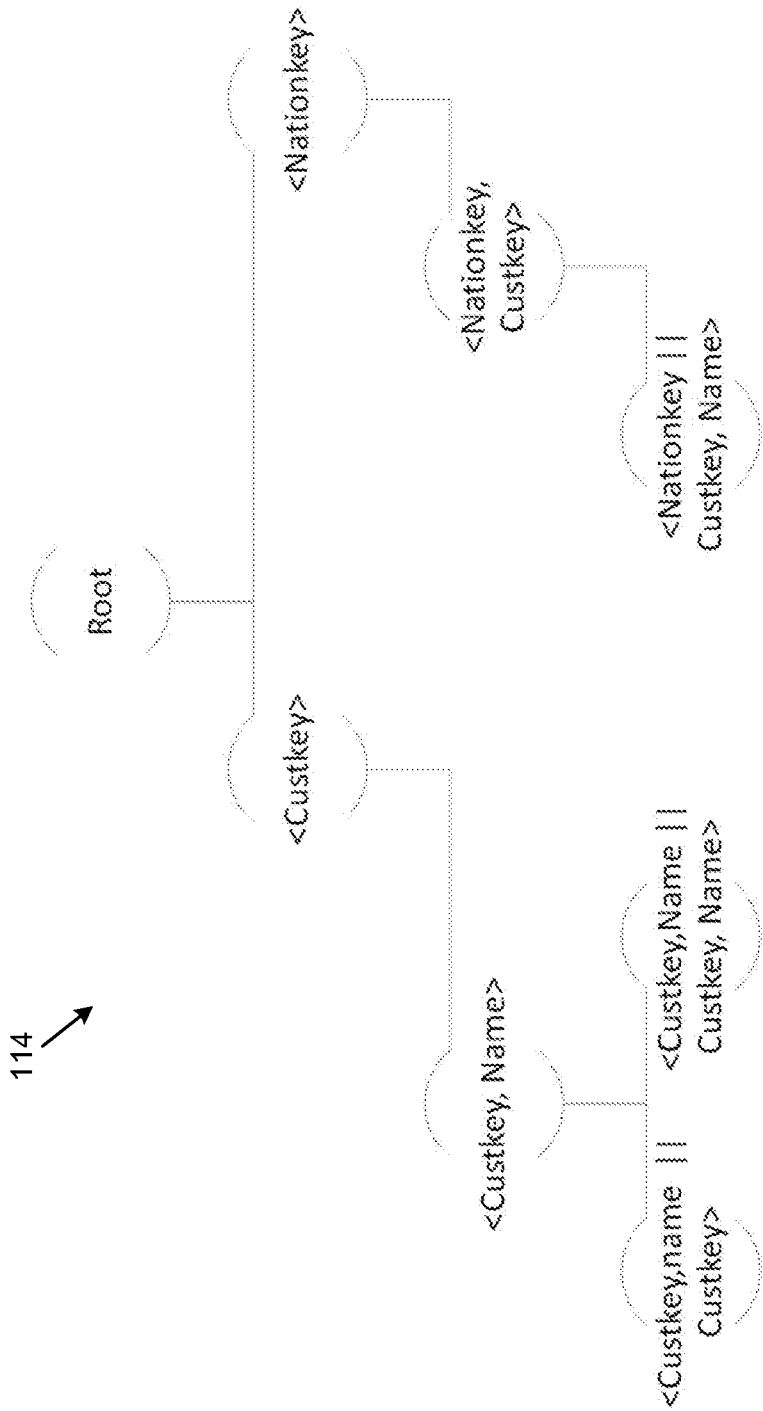 114
Root
<Custkey>
<Nationkey>
<Custkey, Name>
<Nationkey,
Custkey>
<Custkey,name ||
Custkey>
<Custkey,Name ||
Custkey, Name>
<Nationkey ||
Custkey, Name>